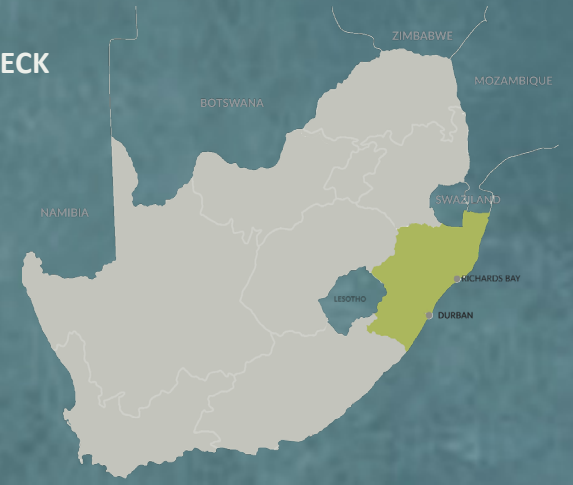 ZIMBABWE
ECK
MOZAMBIQUE
BOTSWANA
SWAZILAND
NAMIBIA
RICHARDS BAY
LESOTHO
DURBAN